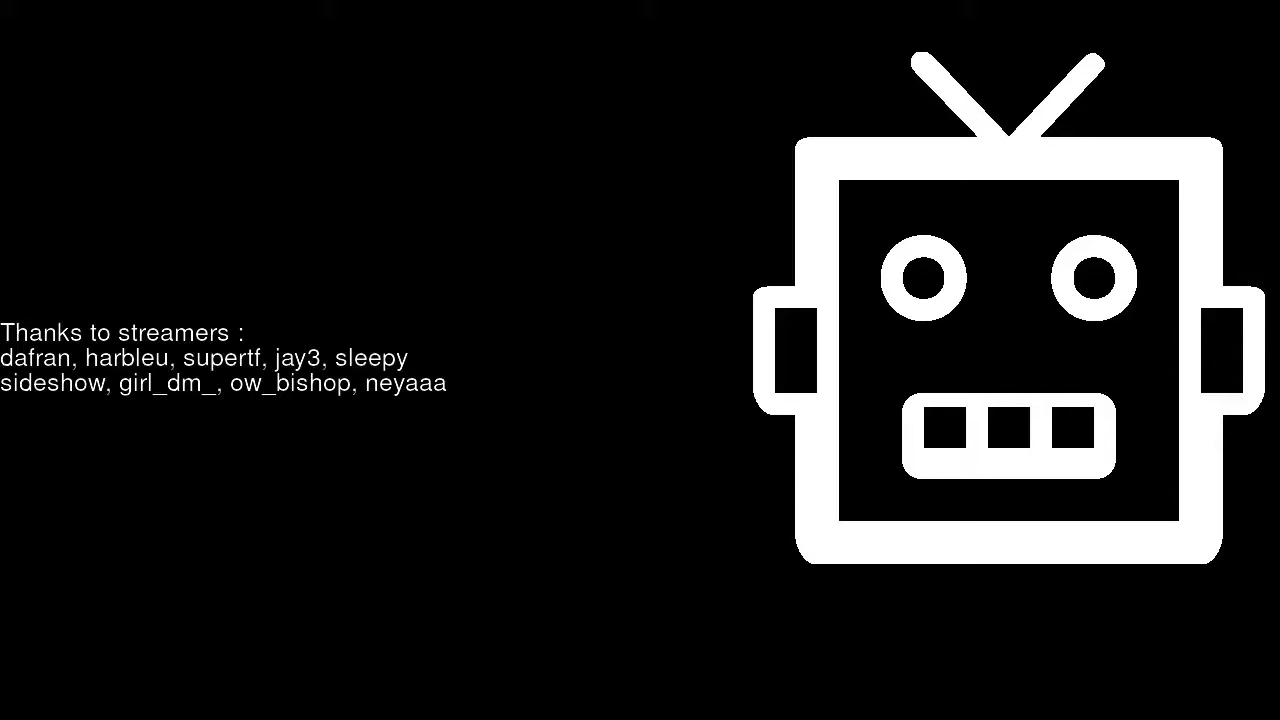 Thanks to streamers :
dafran, harbleu, supertf, jay3, sleepy
sideshow, girl_dm_, ow_bishop, neyaaa